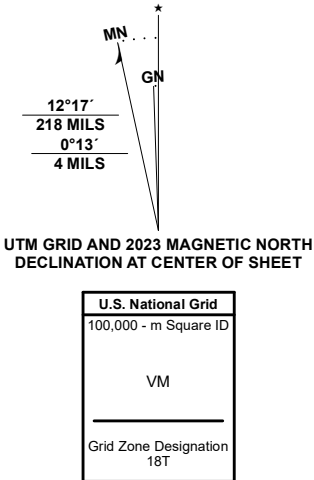 ★
MN
GN
12°17´
218 MILS
0°13´
4 MILS
UTM GRID AND 2023 MAGNETIC NORTH
DECLINATION AT CENTER OF SHEET
U.S. National Grid
100,000 - m Square ID
VM
Grid Zone Designation
18T